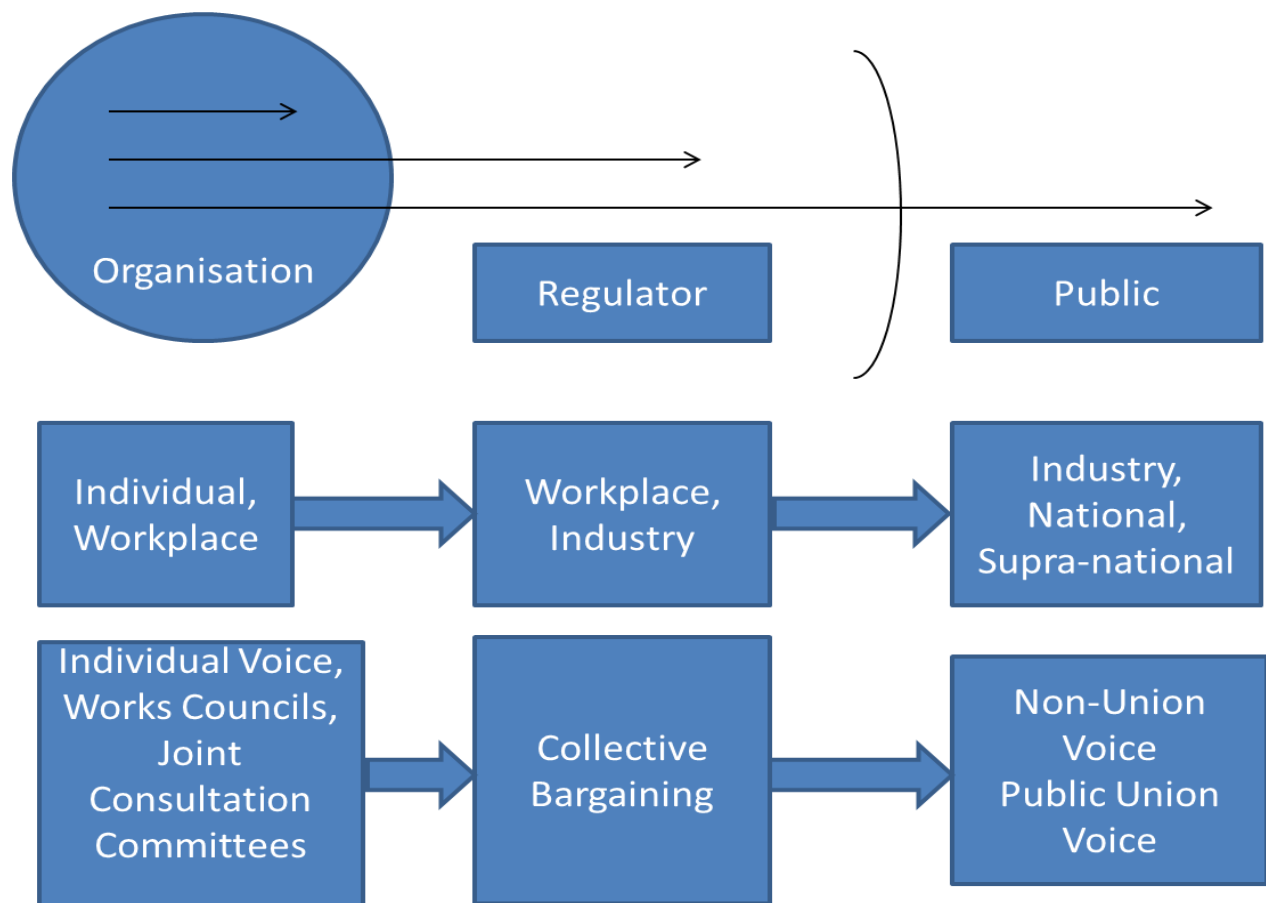 Organisation
Regulator
Public
Individual,
Workplace
Workplace,
Industry
Industry,
National,
Supra-national
Individual Voice,
Works Councils,
Joint
Consultation
Committees
Collective
Bargaining
Non-Union
Voice
Public Union
Voice